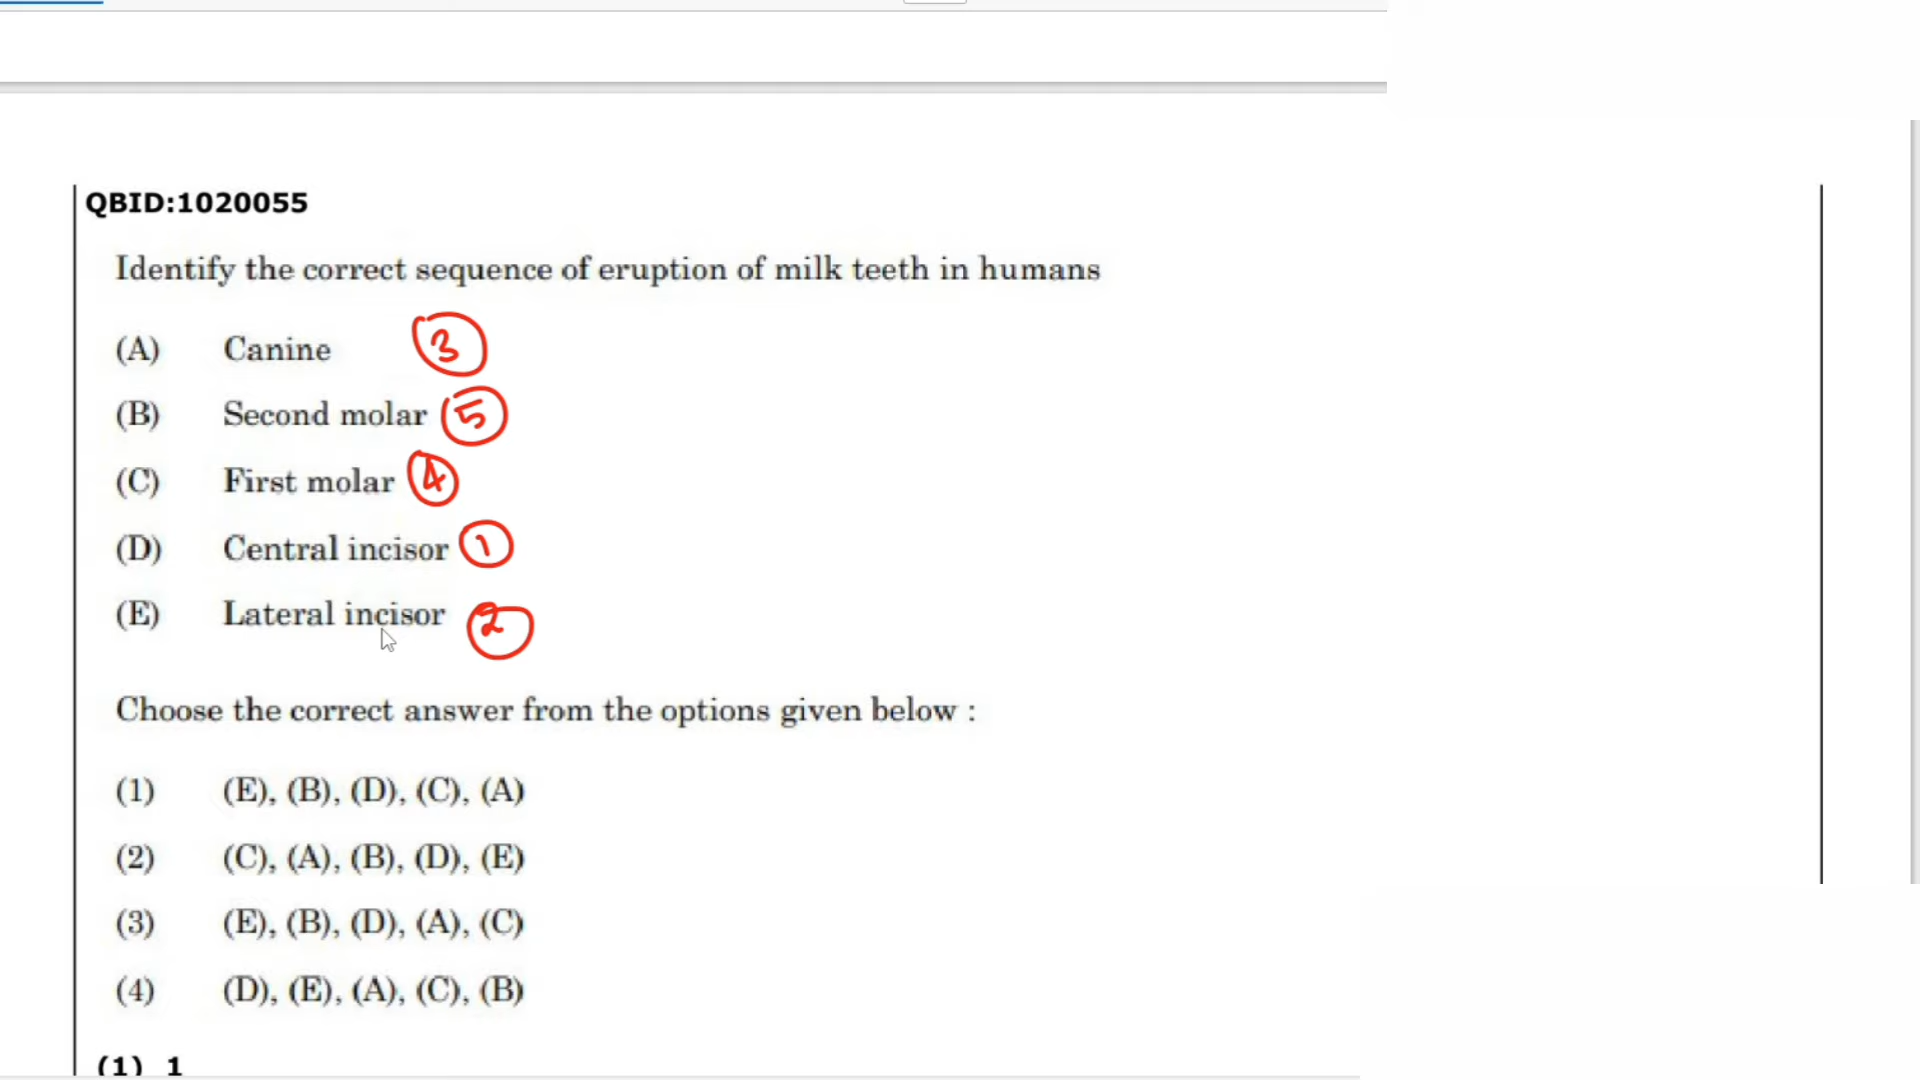 QBID:1020055
Identify the correct sequence of eruption of milk teeth in humans
(A) Canine 3
(B) Second molar 5
(C) First molar 4
(D) Central incisor 1
(E) Lateral incisor 2
Choose the correct answer from the options given below :
(1) (E), (B), (D), (C), (A)
(2) (C), (A), (B), (D), (E)
(3) (E), (B), (D), (A), (C)
(4) (D), (E), (A), (C), (B)
(1) 1